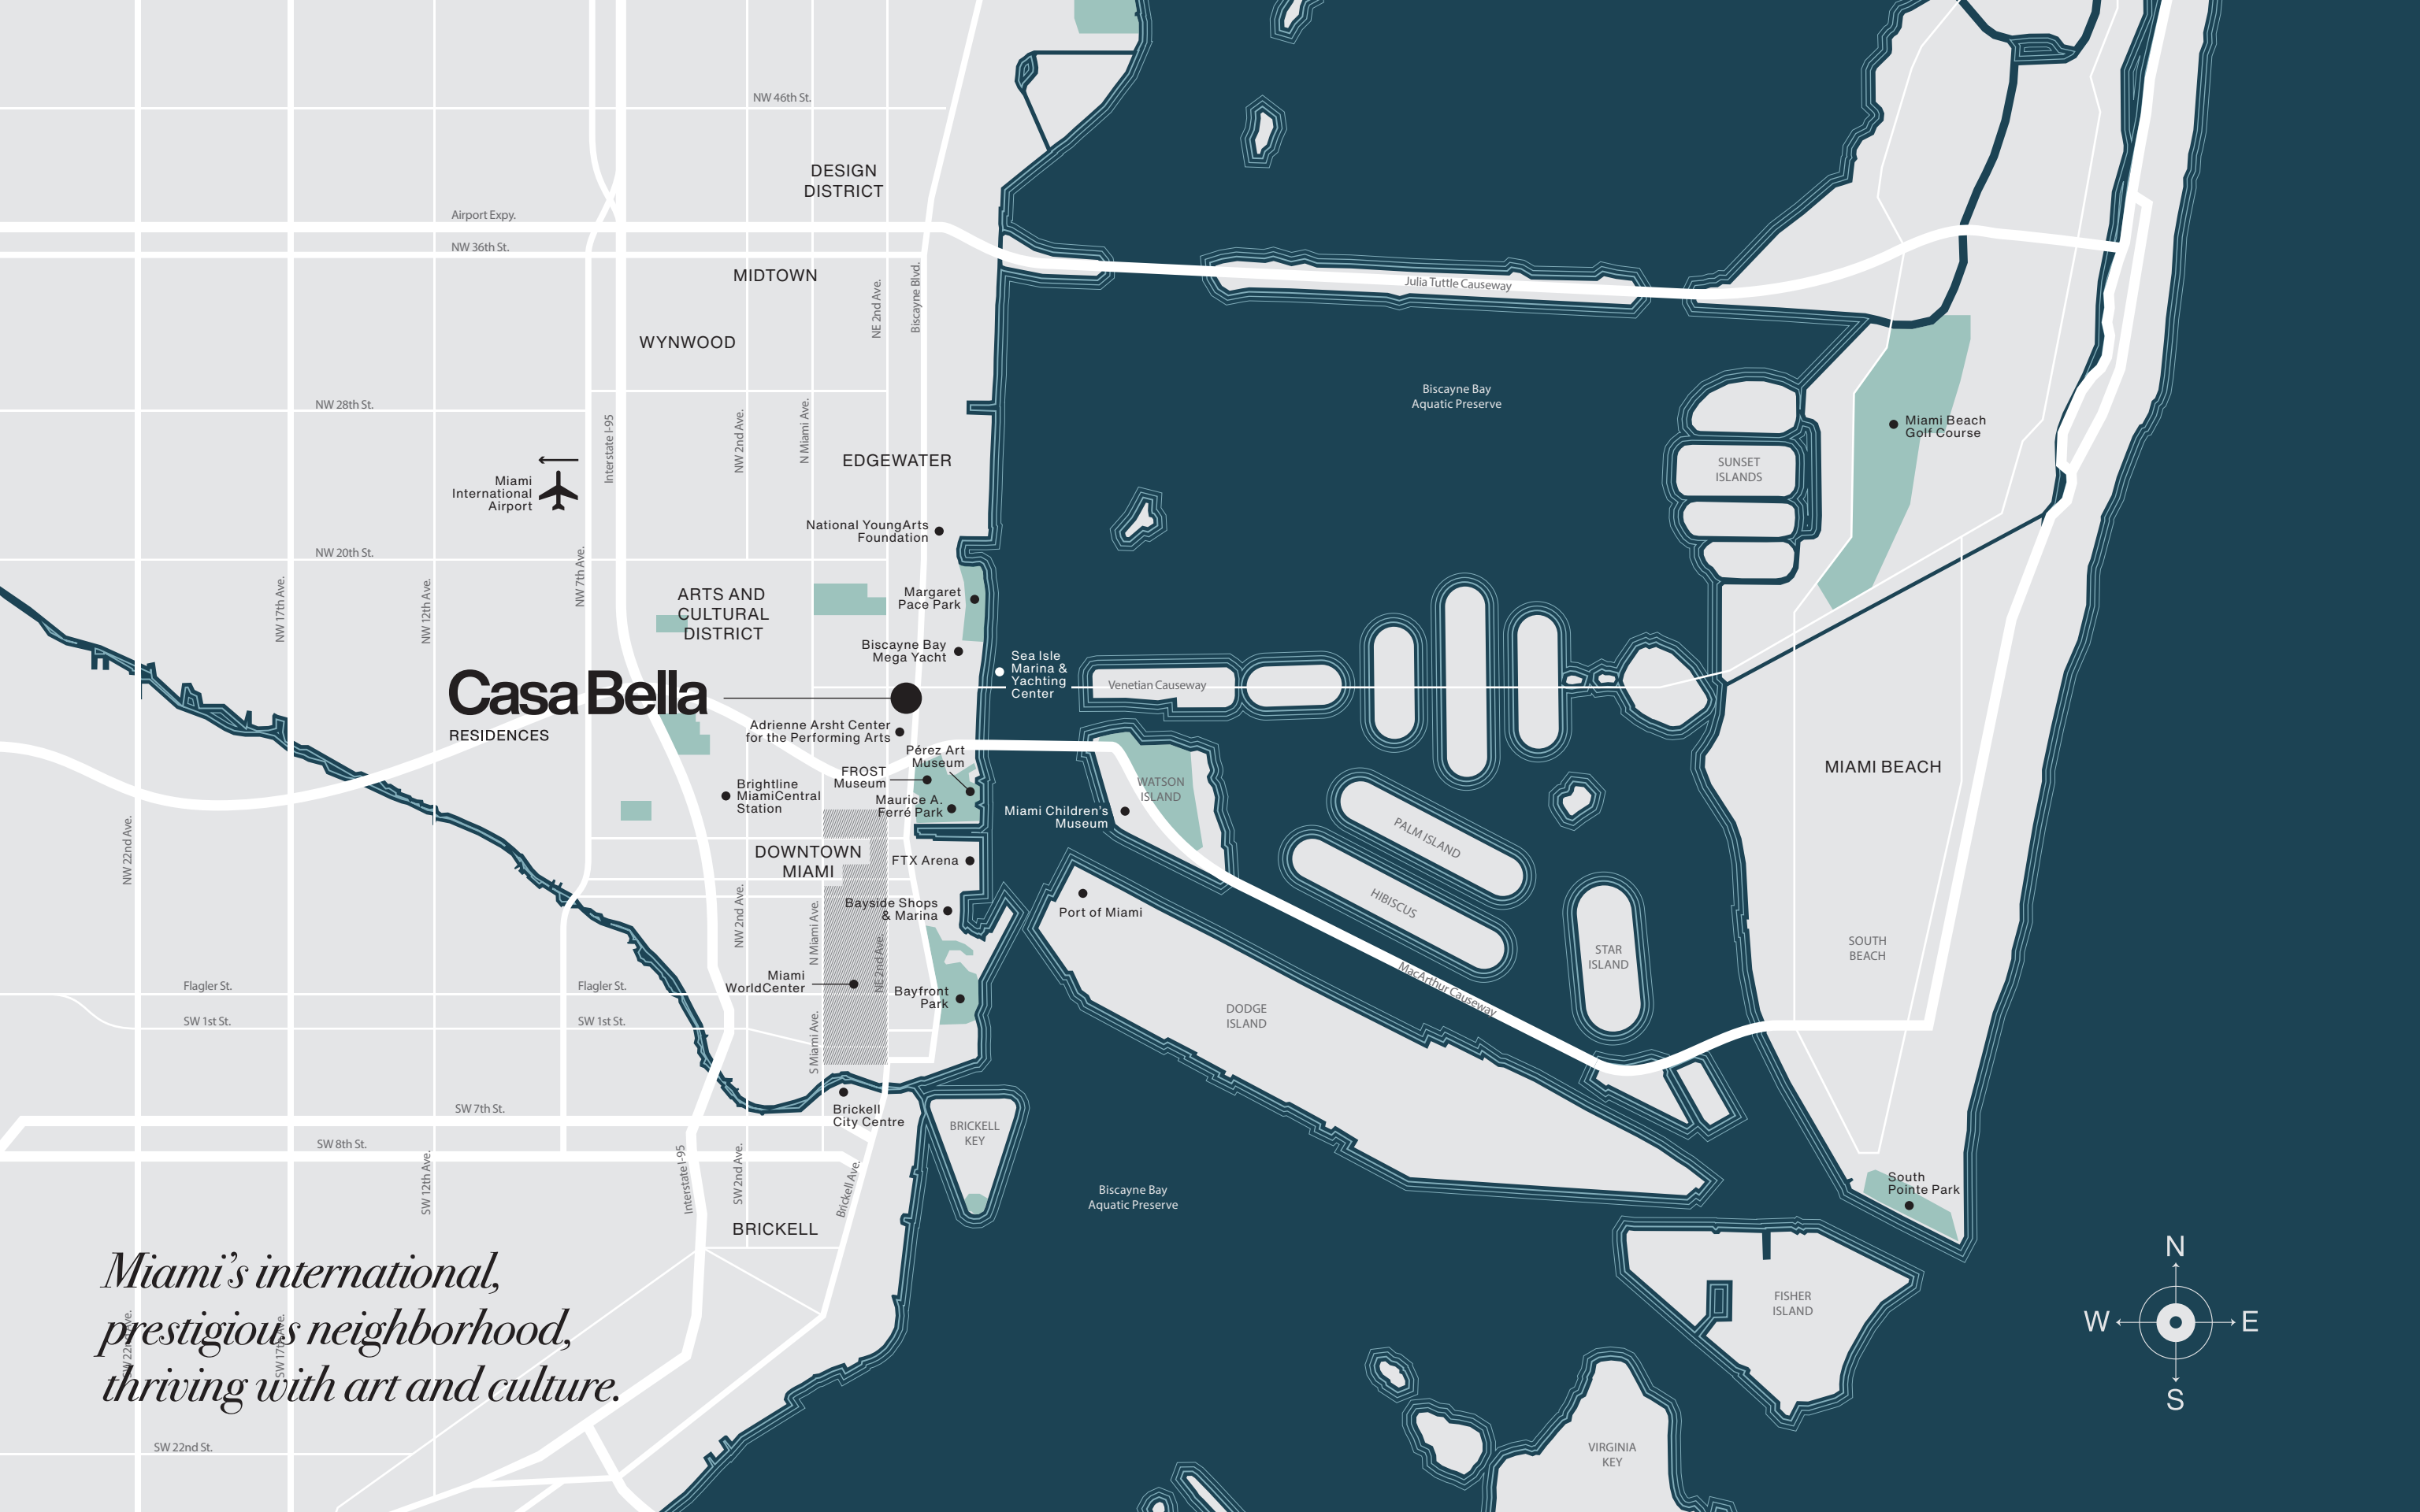 NW 46th St.
DESIGN
DISTRICT
Airport Expy.
NW 36th St.
MIDTOWN
NE 2nd Ave.
Biscayne Blvd.
Julia Tuttle Causeway
WYNWOOD
Biscayne Bay
Aquatic Preserve
NW 28th St.
Interstate I-95
NW 2nd Ave.
N Miami Ave.
Miami Beach
Golf Course
EDGEWATER
SUNSET
ISLANDS
Miami
International
Airport
National YoungArts
Foundation
NW 20th St.
NW 17th Ave.
NW 12th Ave.
NW 7th Ave.
ARTS AND
CULTURAL
DISTRICT
Margaret
Pace Park
Biscayne Bay
Mega Yacht
Sea Isle
Marina &
Yachting
Center
Venetian Causeway
Casa Bella
RESIDENCES
Adrienne Arsht Center
for the Performing Arts
Pérez Art
Museum
FROST
Museum
Maurice A.
Ferré Park
Brightline
MiamiCentral
Station
WATSON
ISLAND
Miami Children's
Museum
MIAMI BEACH
PALM ISLAND
HIBISCUS
NW 22nd Ave.
DOWNTOWN
MIAMI
FTX Arena
NW 2nd Ave.
N Miami Ave.
NE 2nd Ave.
Bayside Shops
& Marina
Port of Miami
STAR
ISLAND
SOUTH
BEACH
MacArthur Causeway
Miami
WorldCenter
Bayfront
Park
Flagler St.
Flagler St.
DODGE
ISLAND
SW 1st St.
SW 1st St.
S Miami Ave.
SW 7th St.
Brickell
City Centre
BRICKELL
KEY
SW 8th St.
SW 12th Ave.
Interstate I-95
SW 2nd Ave.
Brickell Ave.
Biscayne Bay
Aquatic Preserve
South
Pointe Park
BRICKELL
N
W
E
S
FISHER
ISLAND
Miami’s international,
prestigious neighborhood,
thriving with art and culture.
SW 22nd Ave.
SW 17th Ave.
SW 22nd St.
VIRGINIA
KEY